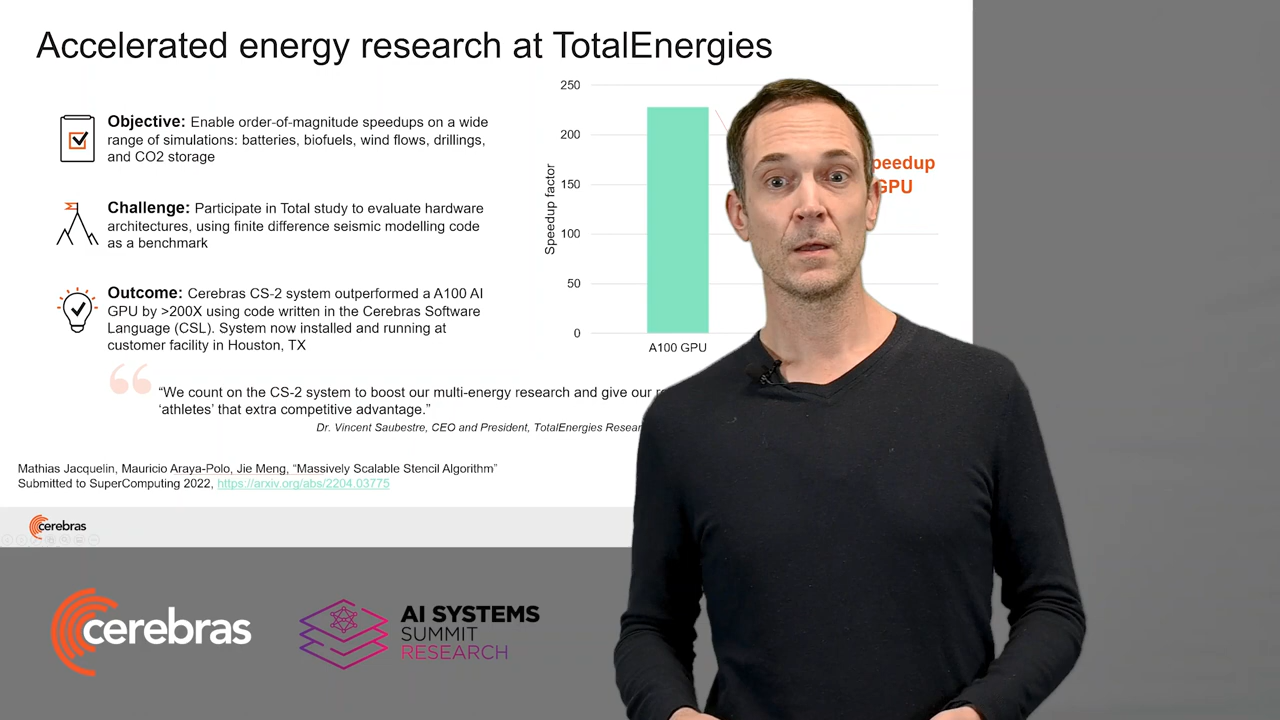 Accelerated energy research at TotalEnergies
Objective: Enable order-of-magnitude speedups on a wide
range of simulations: batteries, biofuels, wind flows, drillings,
and CO2 storage
Challenge: Participate in Total study to evaluate hardware
architectures, using finite difference seismic modelling code
as a benchmark
Outcome: Cerebras CS-2 system outperformed a A100 AI
GPU by >200X using code written in the Cerebras Software
Language (CSL). System now installed and running at
customer facility in Houston, TX
“We count on the CS-2 system to boost our multi-energy research and give our
‘athletes’ that extra competitive advantage.”
Dr. Vincent Saubestre, CEO and President, TotalEnergies
Mathias Jacquelin, Mauricio Araya-Polo, Jie Meng, “Massively Scalable Stencil Algorithm”
Submitted to SuperComputing 2022, https://arxiv.org/abs/2204.03775
250
200
150
100
50
0
Speedup factor
A100 GPU
peedup
GPU
cerebras
cerebras
AI SYSTEMS
SUMMIT
RESEARCH